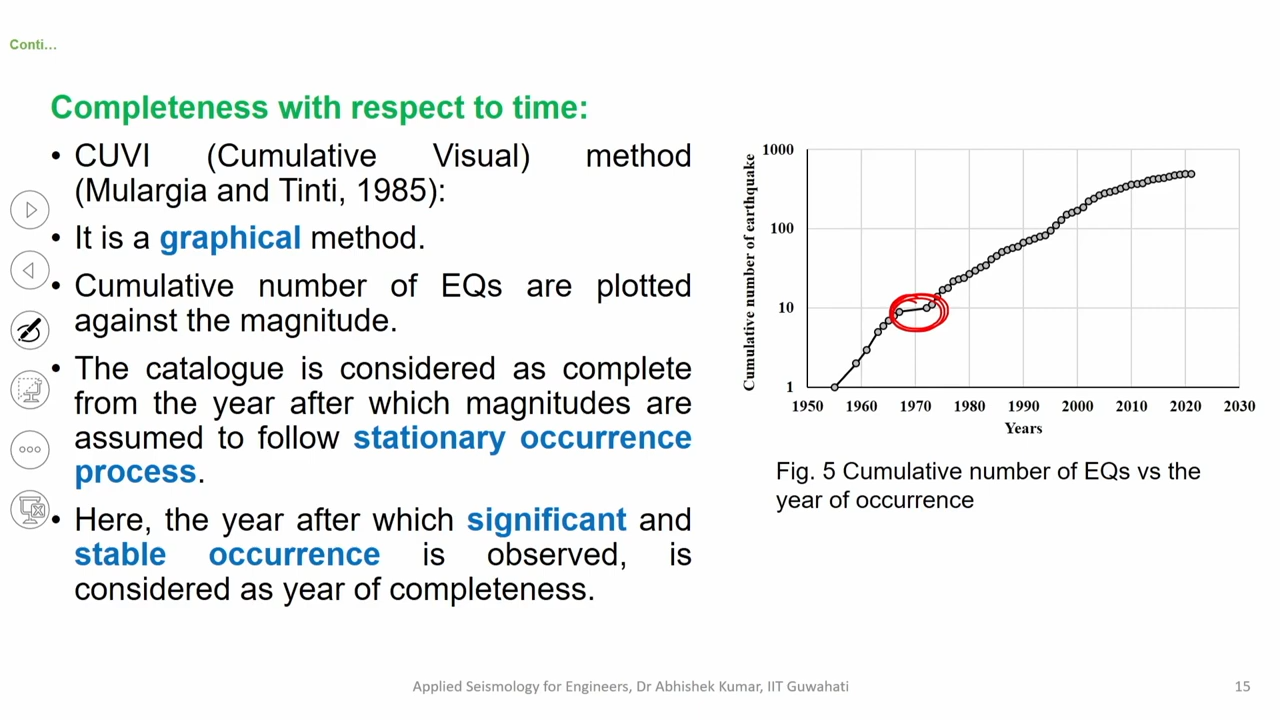 Conti...
Completeness with respect to time:
• CUVI (Cumulative Visual) method
(Mulargia and Tinti, 1985):
• It is a graphical method.
• Cumulative number of EQs are plotted
against the magnitude.
• The catalogue is considered as complete
from the year after which magnitudes are
assumed to follow stationary occurrence
process.
• Here, the year after which significant and
stable occurrence is observed, is
considered as year of completeness.
Cumulative number of earthquake
1000
100
10
1
1950 1960 1970 1980 1990 2000 2010 2020 2030
Years
Fig. 5 Cumulative number of EQs vs the
year of occurrence
Applied Seismology for Engineers, Dr Abhishek Kumar, IIT Guwahati
15